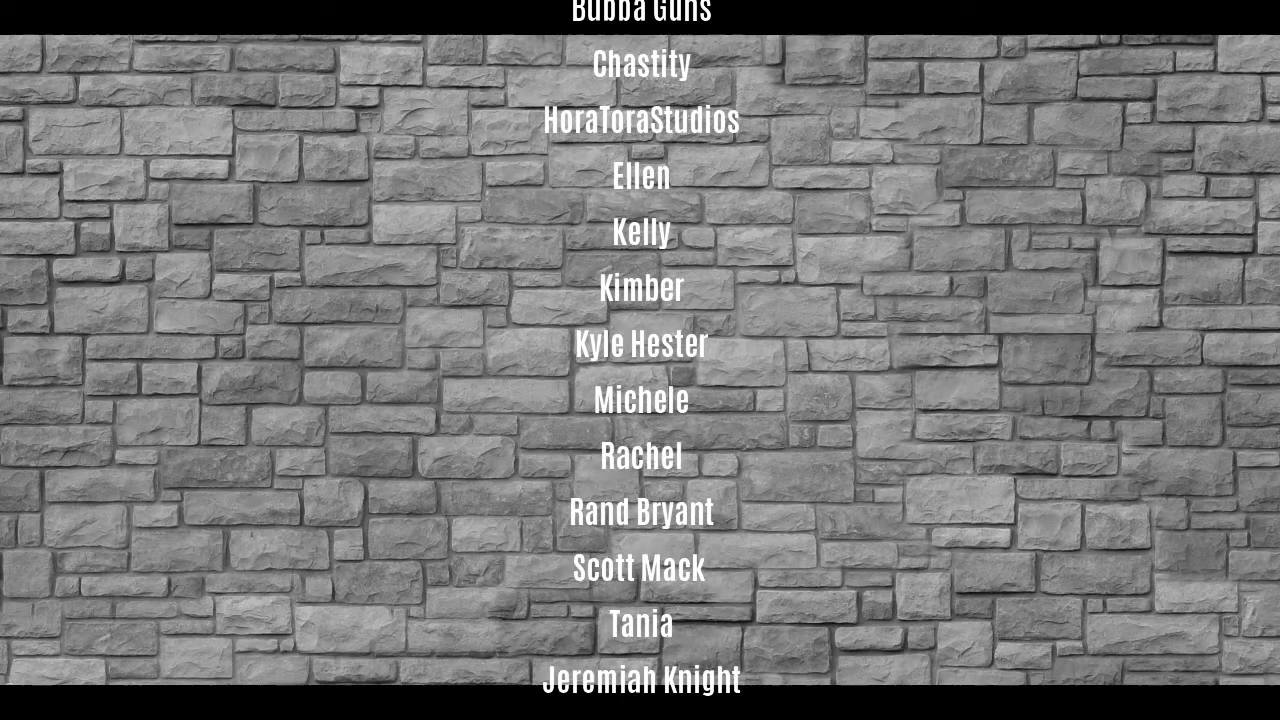 Bubba Guns
Chastity
HoraToraStudios
Ellen
Kelly
Kimber
Kyle Hester
Michele
Rachel
Rand Bryant
Scott Mack
Tania
Jeremiah Knight